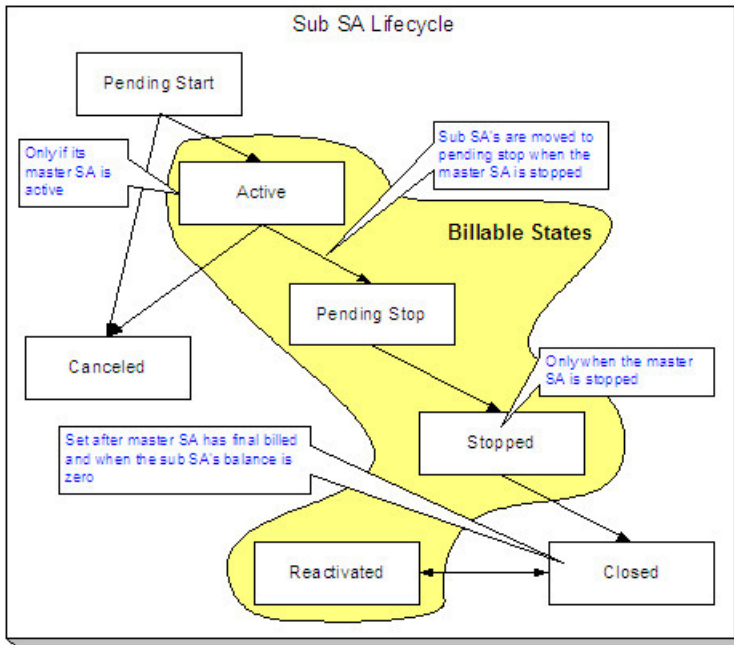 Sub SA Lifecycle
Pending Start
Only if its
master SA is
active
Sub SA's are moved to
pending stop when the
master SA is stopped
Active
Billable States
Pending Stop
Canceled
Only when the master
SA is stopped
Set after master SA has final billed
and when the sub SA's balance is
zero
Stopped
Reactivated
Closed